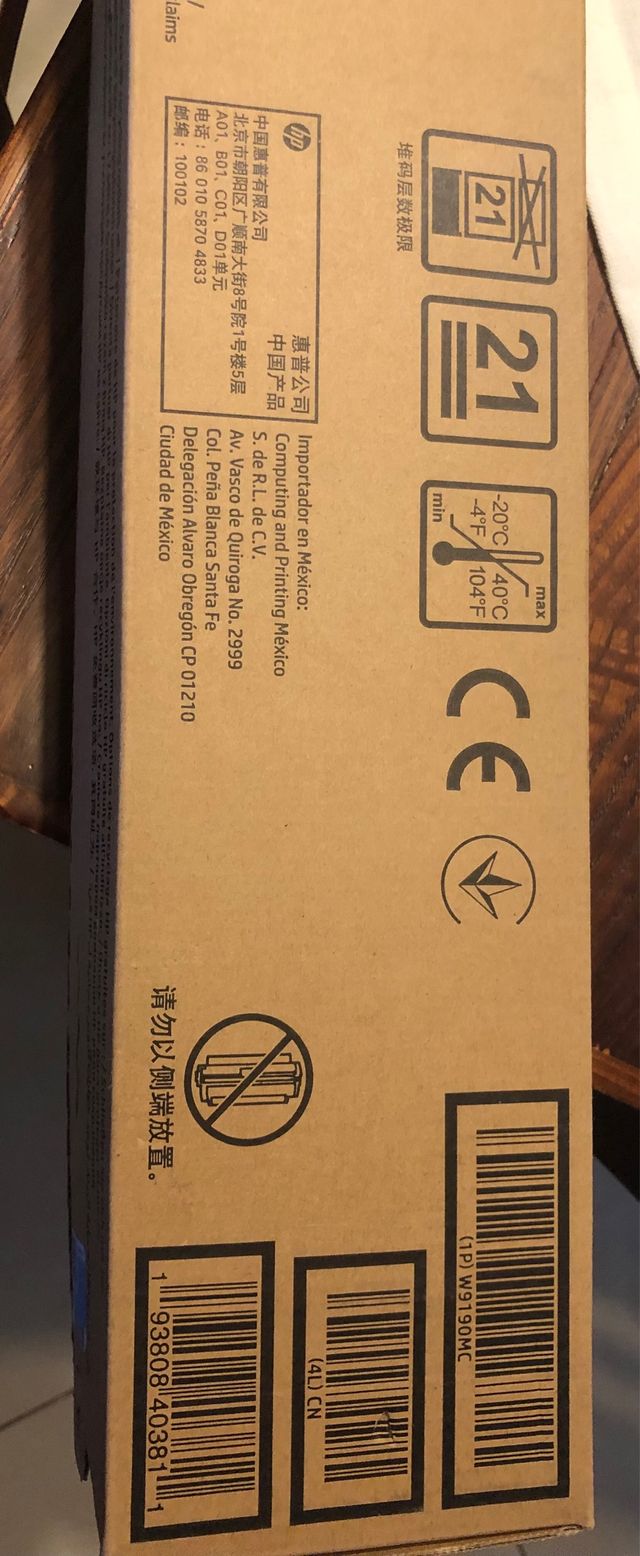 laims
/
hp
惠普公司
中国产品
中国惠普有限公司
北京市朝阳区广顺南大街8号院1号楼5层
A01、B01、C01、D01单元
电话：86 010 5870 4833
邮编：100102
Importador en México:
Computing and Printing México
S. de R.L. de C.V.
Av. Vasco de Quiroga No. 2999
Col. Peña Blanca Santa Fe
Delegación Alvaro Obregón CP 01210
Ciudad de México
21
堆码层数极限
21
max
-20°C 40°C
-4°F 104°F
min
CE
请勿以侧端放置。
(1P) W9190MC
(4L) CN
1 93808 40381 1